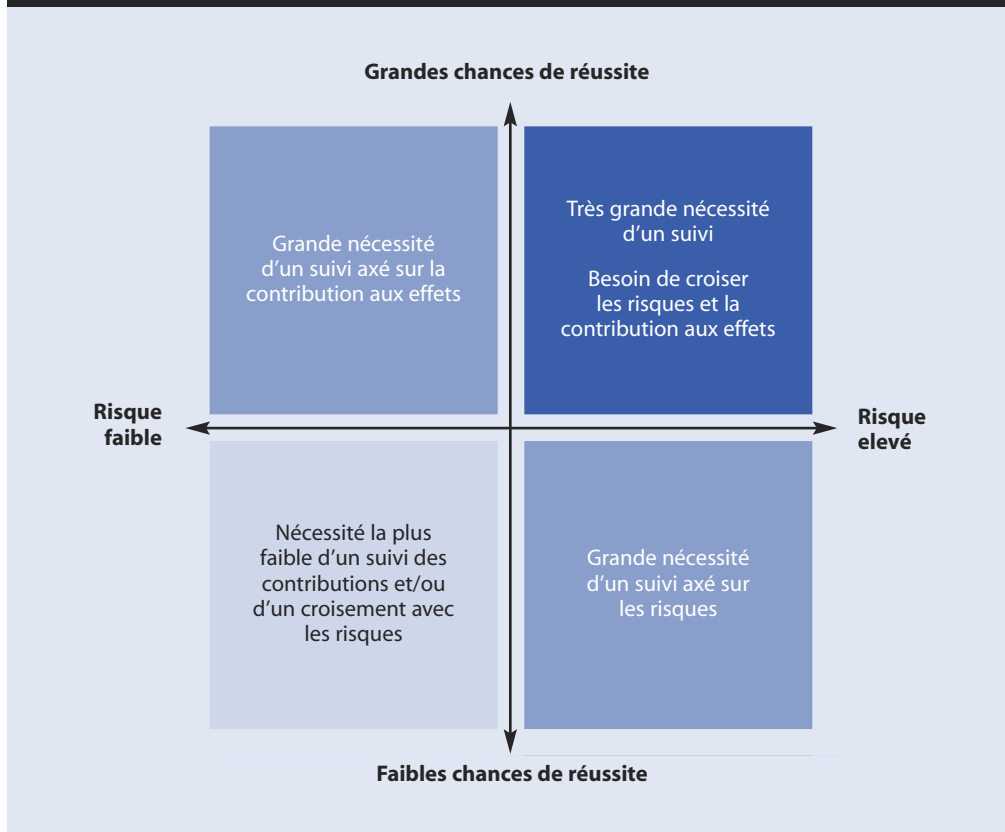 Grandes chances de réussite
Grande nécessité
d'un suivi axé sur la
contribution aux effets
Très grande nécessité
d'un suivi
Besoin de croiser
les risques et la
contribution aux effets
Risque
faible
Risque
elevé
Nécessité la plus
faible d'un suivi des
contributions et/ou
d'un croisement avec
les risques
Grande nécessité
d'un suivi axé sur
les risques
Faibles chances de réussite